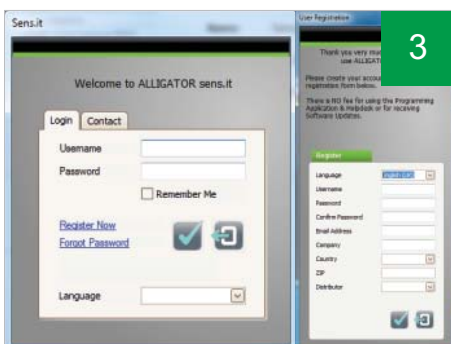 Sens.it
Welcome to ALLIGATOR sens.it
Login
Contact
Username
Password
Remember Me
Register Now
Forgot Password
Language
User Registration
3
Thank you very
use ALLIGAT
Please create your accou
registration form below.
There is NO fee for using the Programming
Application & Helpdesk or for receiving
Software Updates.
Register
Language English (UK)
Username
Password
Confirm Password
Email Address
Company
Country
ZIP
Distributor